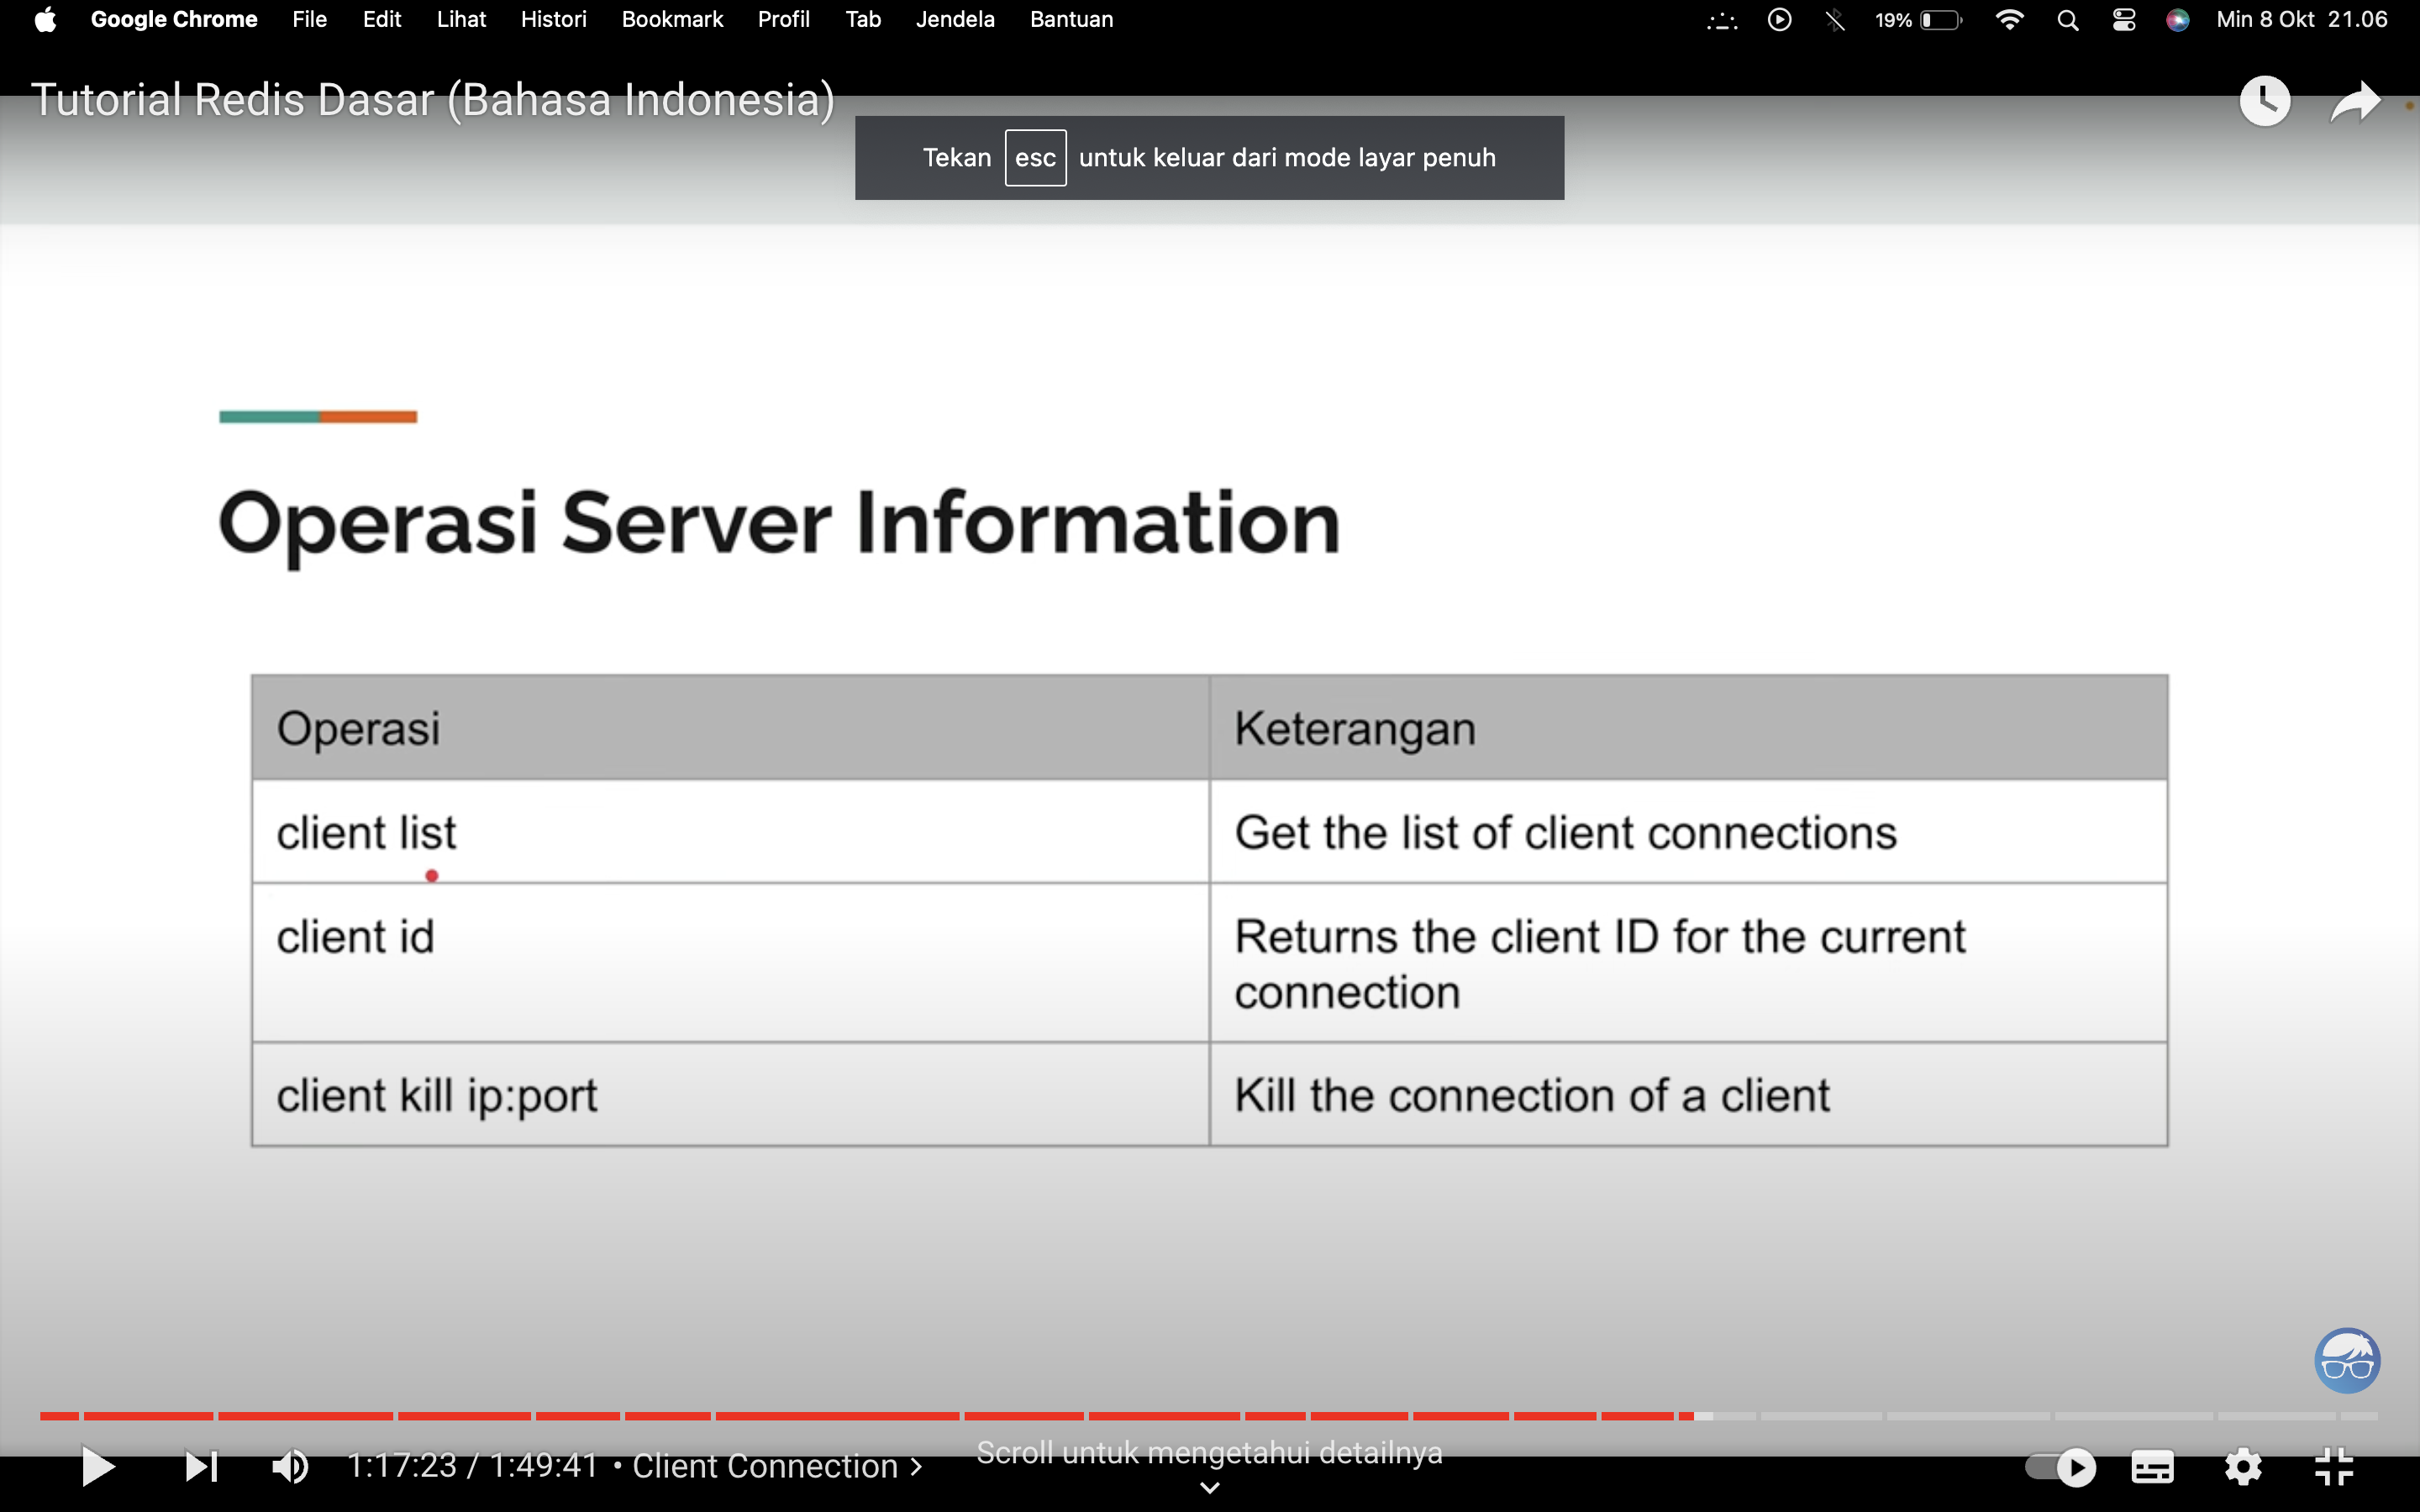 Google Chrome File Edit Lihat Histori Bookmark Profil Tab Jendela Bantuan 19% Min 8 Okt 21.06
Tutorial Redis Dasar (Bahasa Indonesia)
Tekan esc untuk keluar dari mode layar penuh
Operasi Server Information
Operasi Keterangan
client list Get the list of client connections
client id Returns the client ID for the current
connection
client kill ip:port Kill the connection of a client
Scroll untuk mengetahui detailnya
1:17:23 / 1:49:41 • Client Connection >